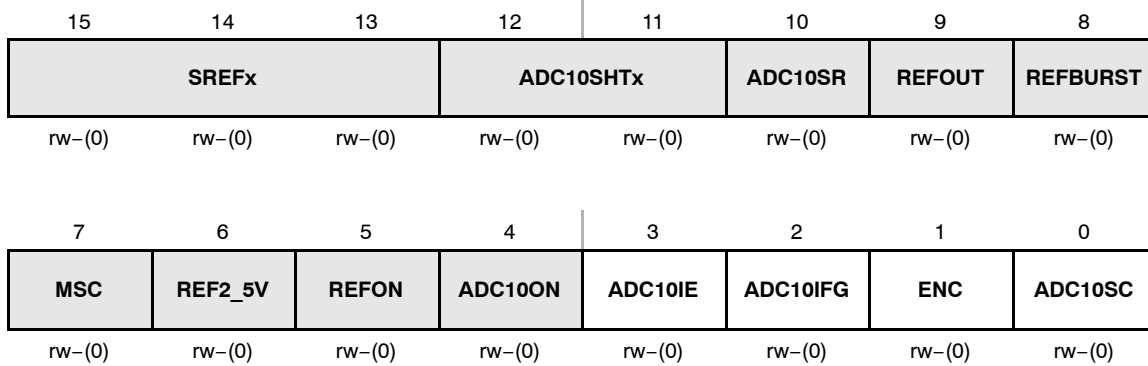 15 14 13 12 11 10 9 8
SREFx ADC10SHTx ADC10SR REFOUT REFBURST
rw−(0) rw−(0) rw−(0) rw−(0) rw−(0) rw−(0) rw−(0) rw−(0)
7 6 5 4 3 2 1 0
MSC REF2_5V REFON ADC10ON ADC10IE ADC10IFG ENC ADC10SC
rw−(0) rw−(0) rw−(0) rw−(0) rw−(0) rw−(0) rw−(0) rw−(0)